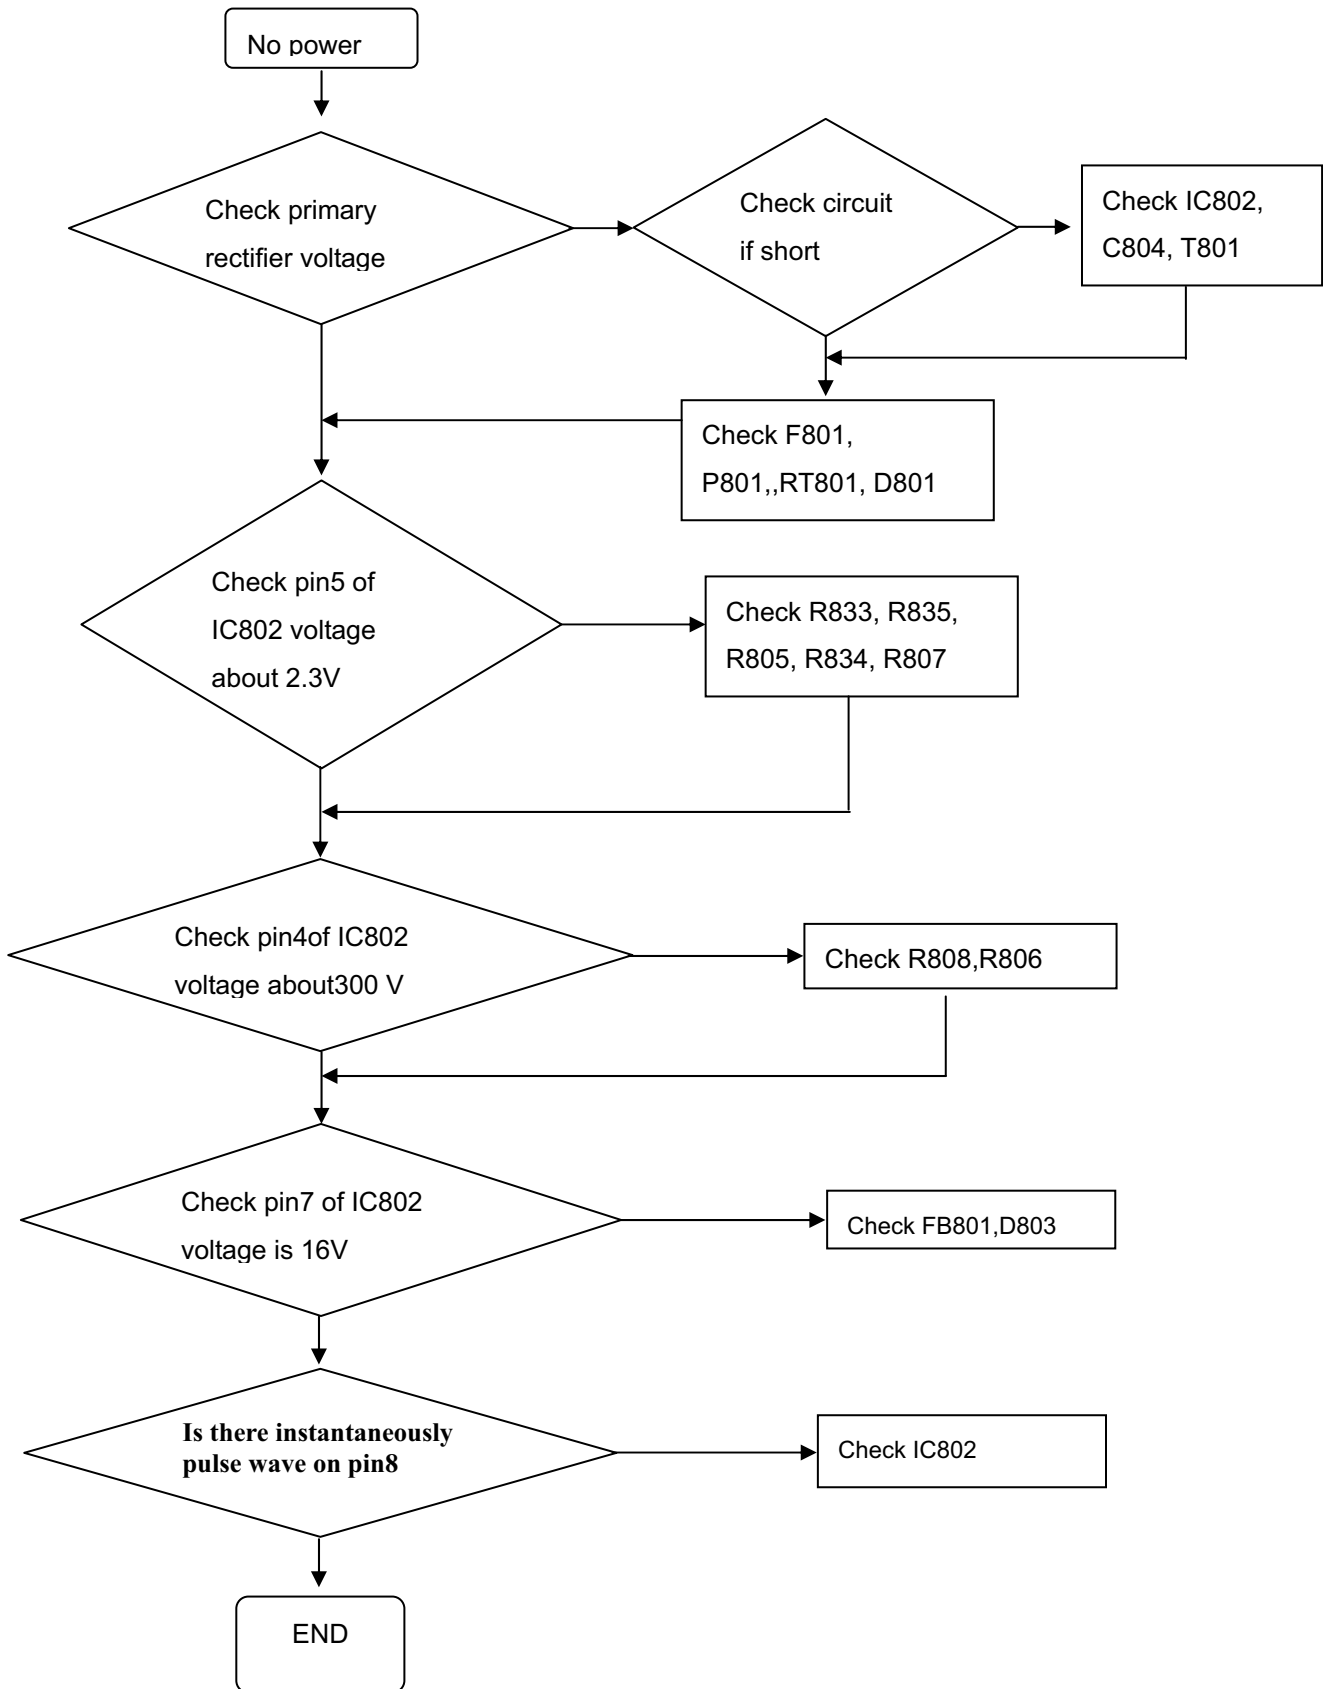 No power
Check primary
rectifier voltage
Check circuit
if short
Check IC802,
C804, T801
Check F801,
P801,,RT801, D801
Check pin5 of
IC802 voltage
about 2.3V
Check R833, R835,
R805, R834, R807
Check pin4of IC802
voltage about300 V
Check R808,R806
Check pin7 of IC802
voltage is 16V
Check FB801,D803
Is there instantaneously
pulse wave on pin8
Check IC802
END